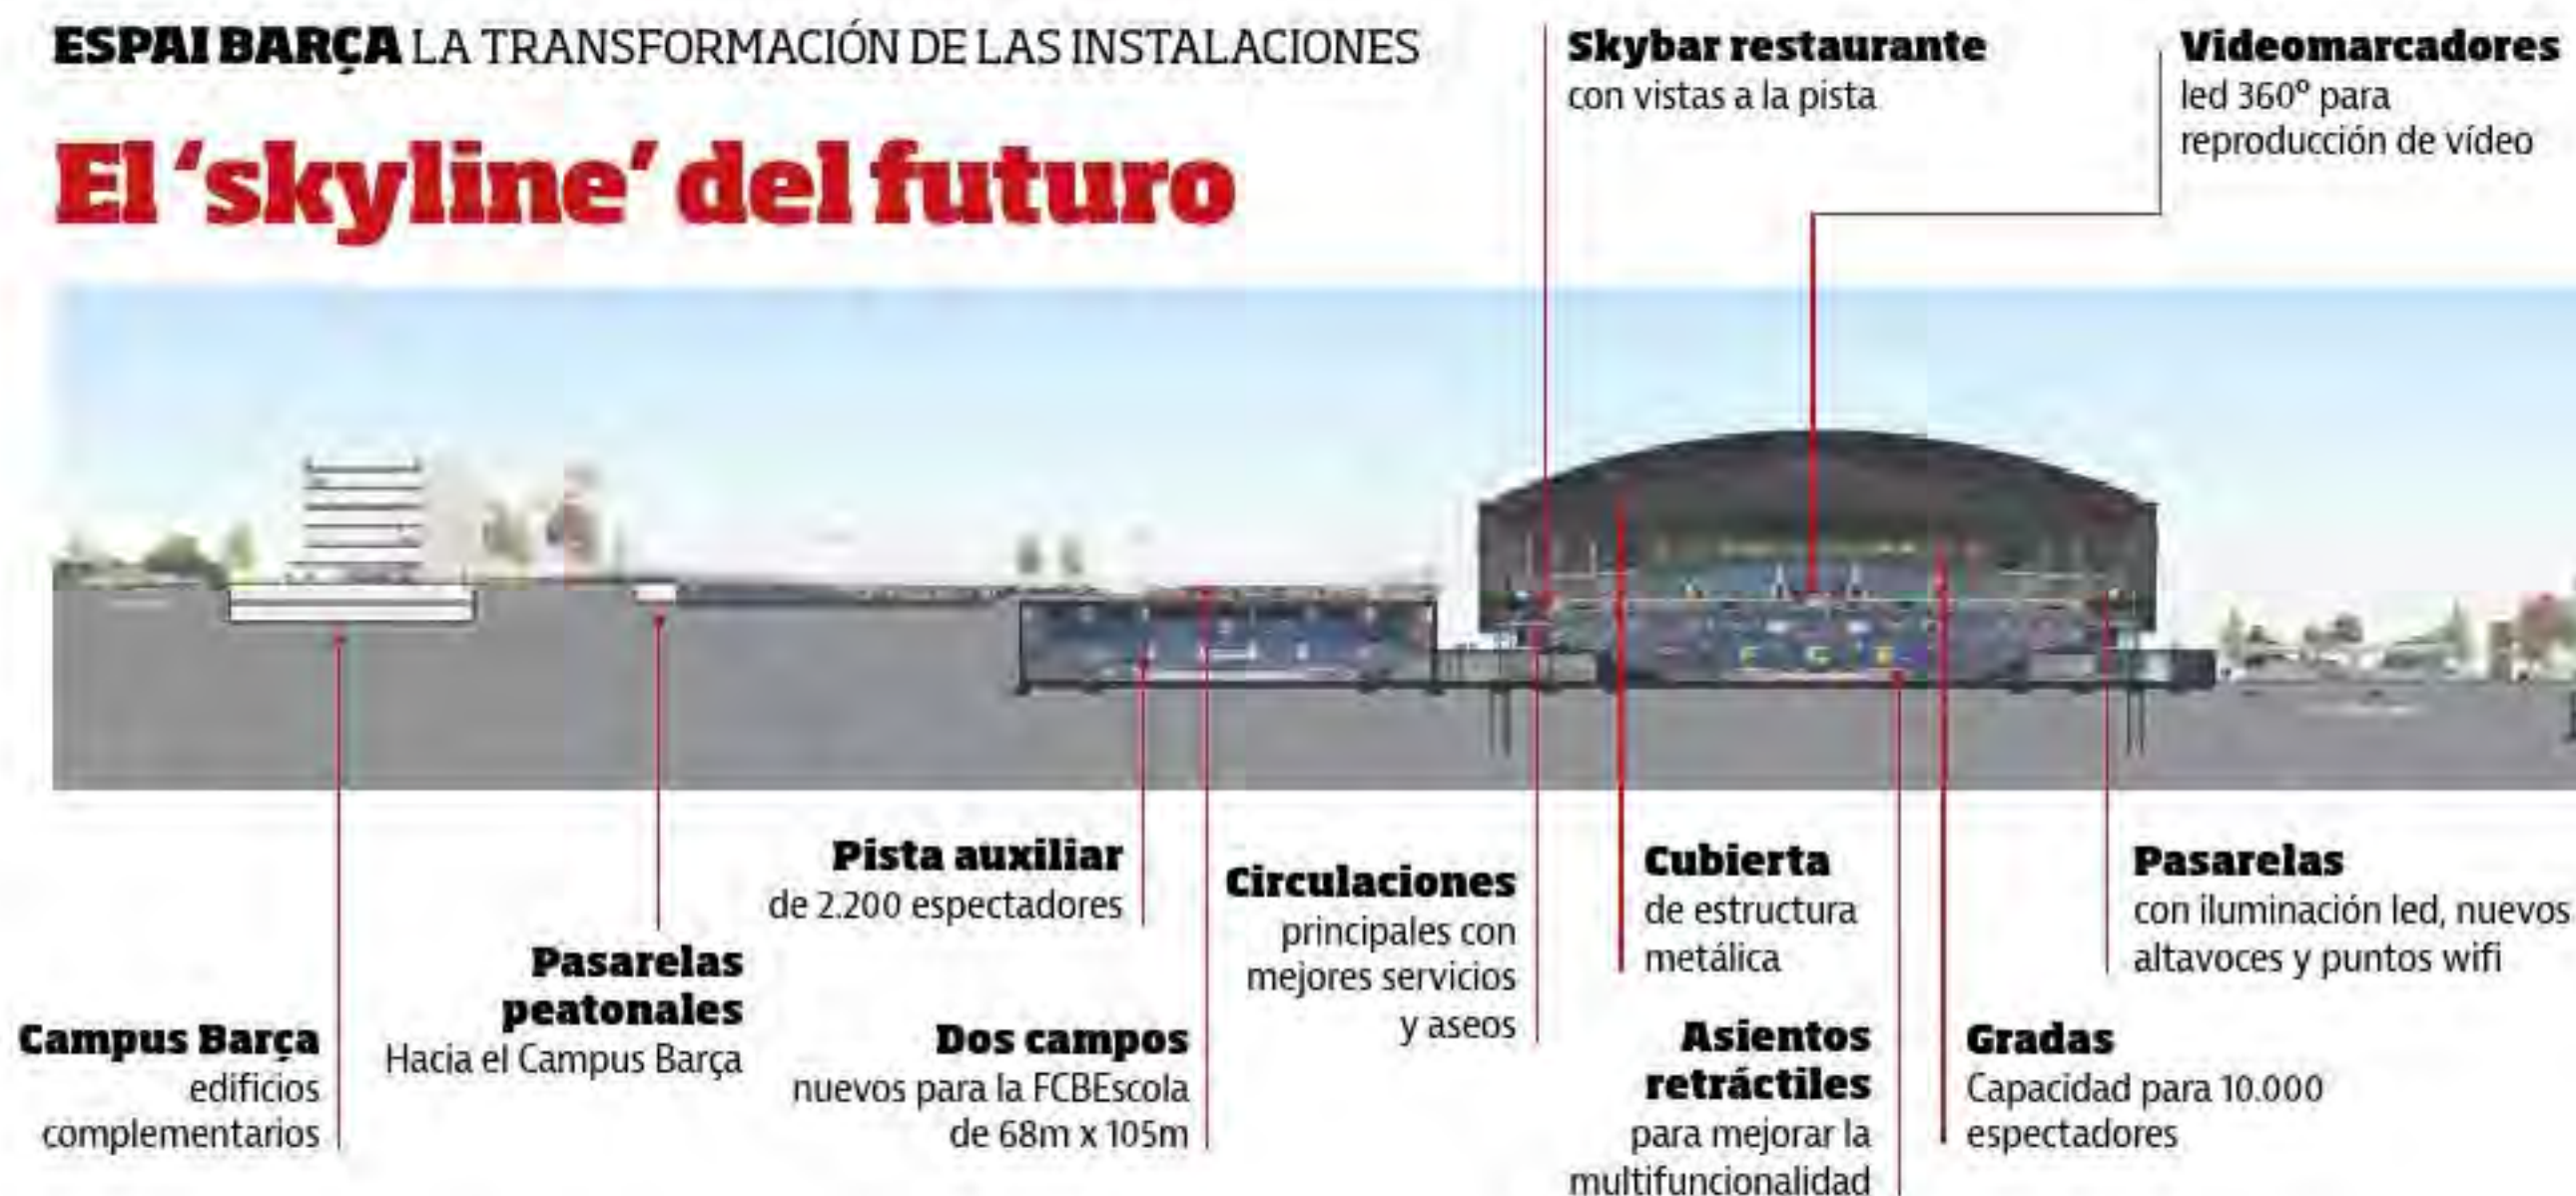 ESPAI BARÇA LA TRANSFORMACIÓN DE LAS INSTALACIONES
El ‘skyline’ del futuro
Skybar restaurante
con vistas a la pista
Videomarcadores
led 360º para
reproducción de vídeo
Campus Barça
edificios
complementarios
Pasarelas
peatonales
Hacia el Campus Barça
Pista auxiliar
de 2.200 espectadores
Dos campos
nuevos para la FCBEscola
de 68m x 105m
Circulaciones
principales con
mejores servicios
y aseos
Cubierta
de estructura
metálica
Asientos
retráctiles
para mejorar la
multifuncionalidad
Gradas
Capacidad para 10.000
espectadores
Pasarelas
con iluminación led, nuevos
altavoces y puntos wifi